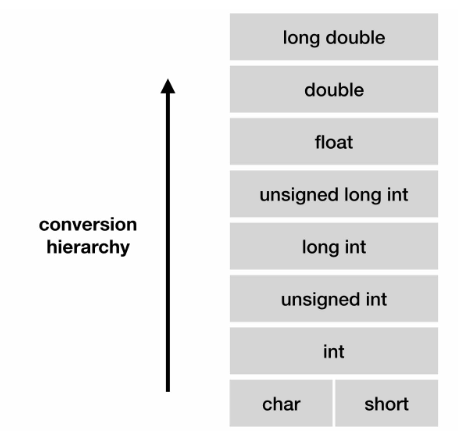 long double
double
float
unsigned long int
conversion
hierarchy
long int
unsigned int
int
char short